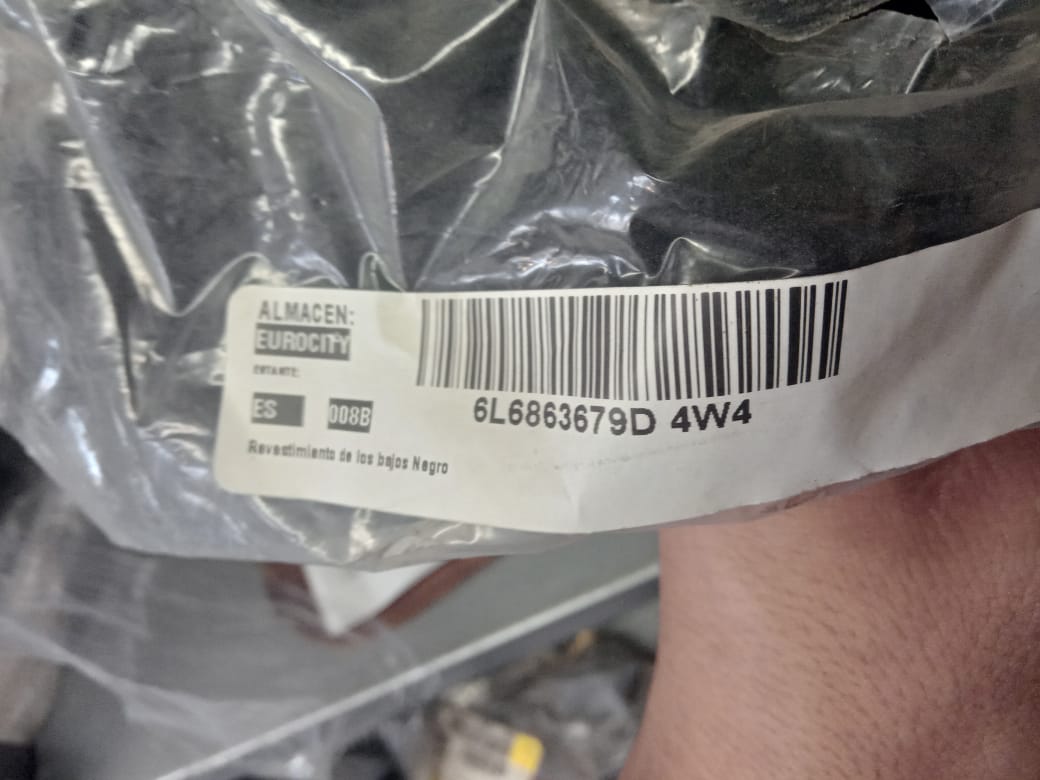 ALMACEN:
EUROCITY
ESTANTE:
ES 008B
6L6863679D 4W4
Revestimiento de los bajos Negro